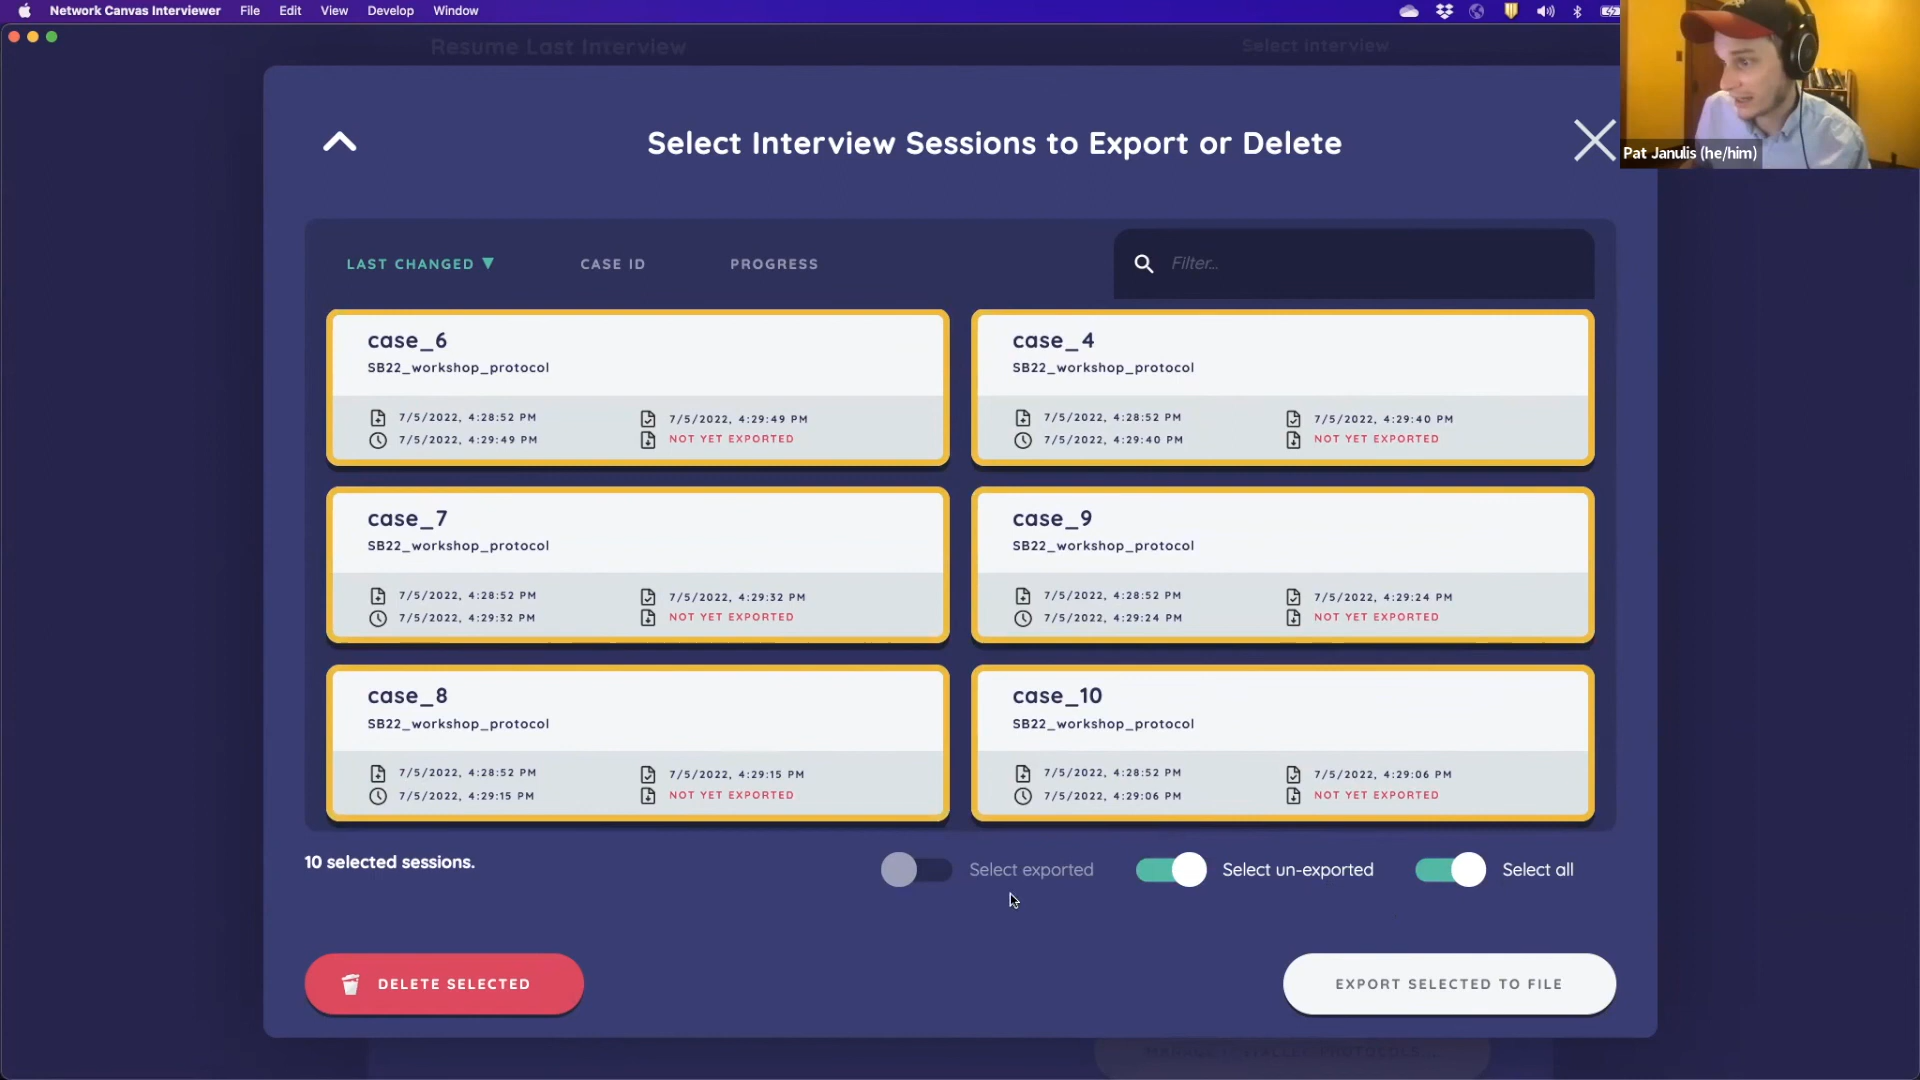 Network Canvas Interviewer File Edit View Develop Window
Resume Last Interview
Select Interview
Select Interview Sessions to Export or Delete
Pat Janulis (he/him)
LAST CHANGED ▼ CASE ID PROGRESS
Filter...
case_6
SB22_workshop_protocol
7/5/2022, 4:28:52 PM 7/5/2022, 4:29:49 PM
7/5/2022, 4:29:49 PM NOT YET EXPORTED
case_4
SB22_workshop_protocol
7/5/2022, 4:28:52 PM 7/5/2022, 4:29:40 PM
7/5/2022, 4:29:40 PM NOT YET EXPORTED
case_7
SB22_workshop_protocol
7/5/2022, 4:28:52 PM 7/5/2022, 4:29:32 PM
7/5/2022, 4:29:32 PM NOT YET EXPORTED
case_9
SB22_workshop_protocol
7/5/2022, 4:28:52 PM 7/5/2022, 4:29:24 PM
7/5/2022, 4:29:24 PM NOT YET EXPORTED
case_8
SB22_workshop_protocol
7/5/2022, 4:28:52 PM 7/5/2022, 4:29:15 PM
7/5/2022, 4:29:15 PM NOT YET EXPORTED
case_10
SB22_workshop_protocol
7/5/2022, 4:28:52 PM 7/5/2022, 4:29:06 PM
7/5/2022, 4:29:06 PM NOT YET EXPORTED
10 selected sessions.
Select exported Select un-exported Select all
DELETE SELECTED
EXPORT SELECTED TO FILE